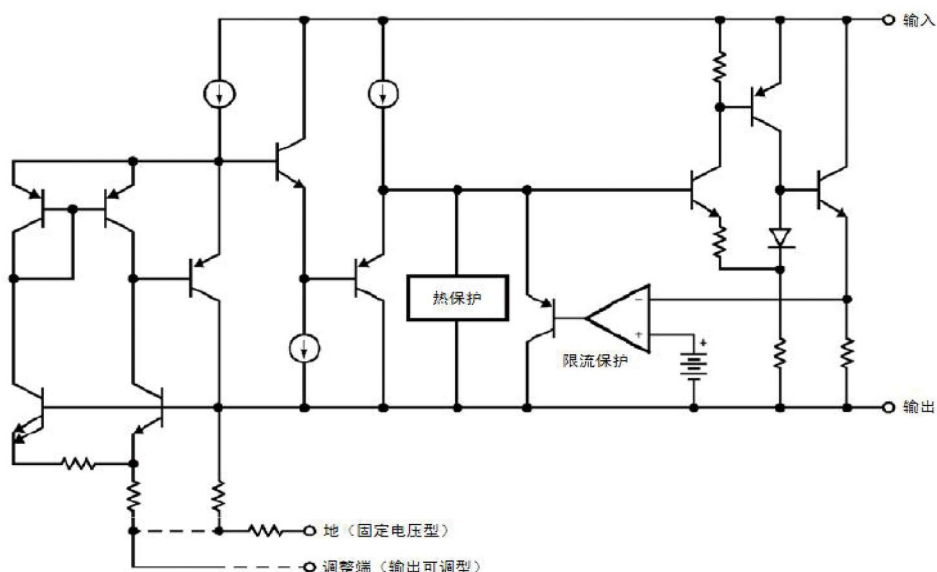 输入
热保护
限流保护
− 
+
+
输出
地（固定电压型）
调整端（输出可调型）